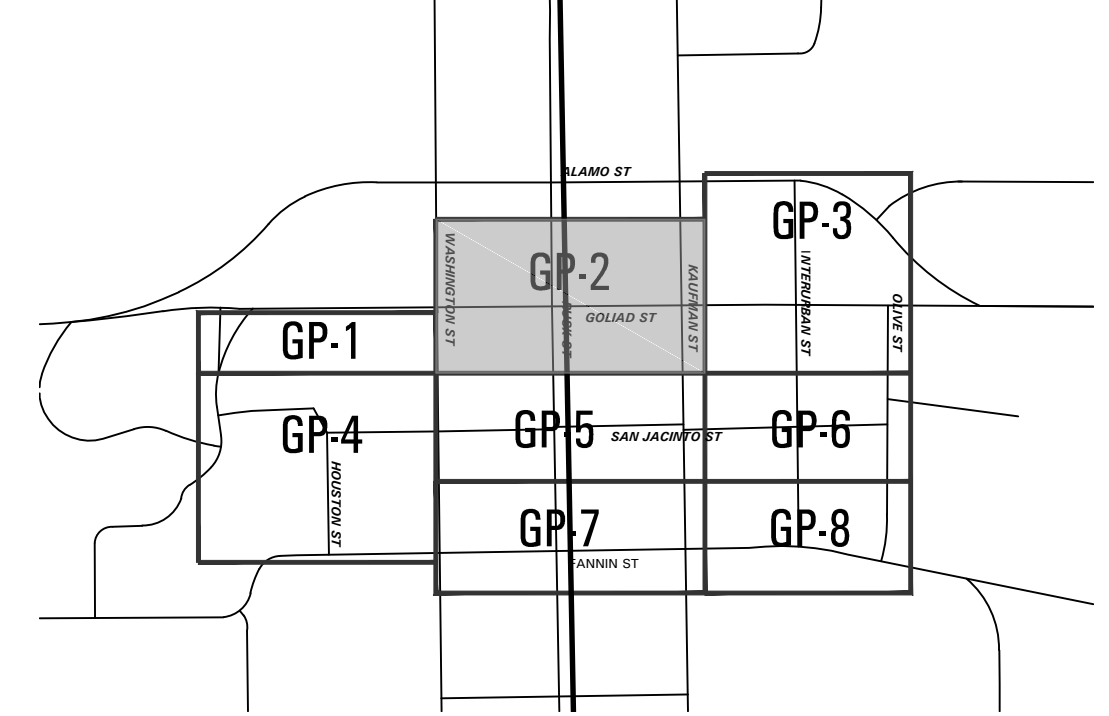 ALAMO ST
GP-3
WASHINGTON ST
GP-2
KAUFMAN ST
INTERURBAN ST
OLIVE ST
GOLIAD ST
GP-1
GP-4
GP-5
SAN JACINTO ST
GP-6
HOUSTON ST
GP-7
GP-8
FANNIN ST